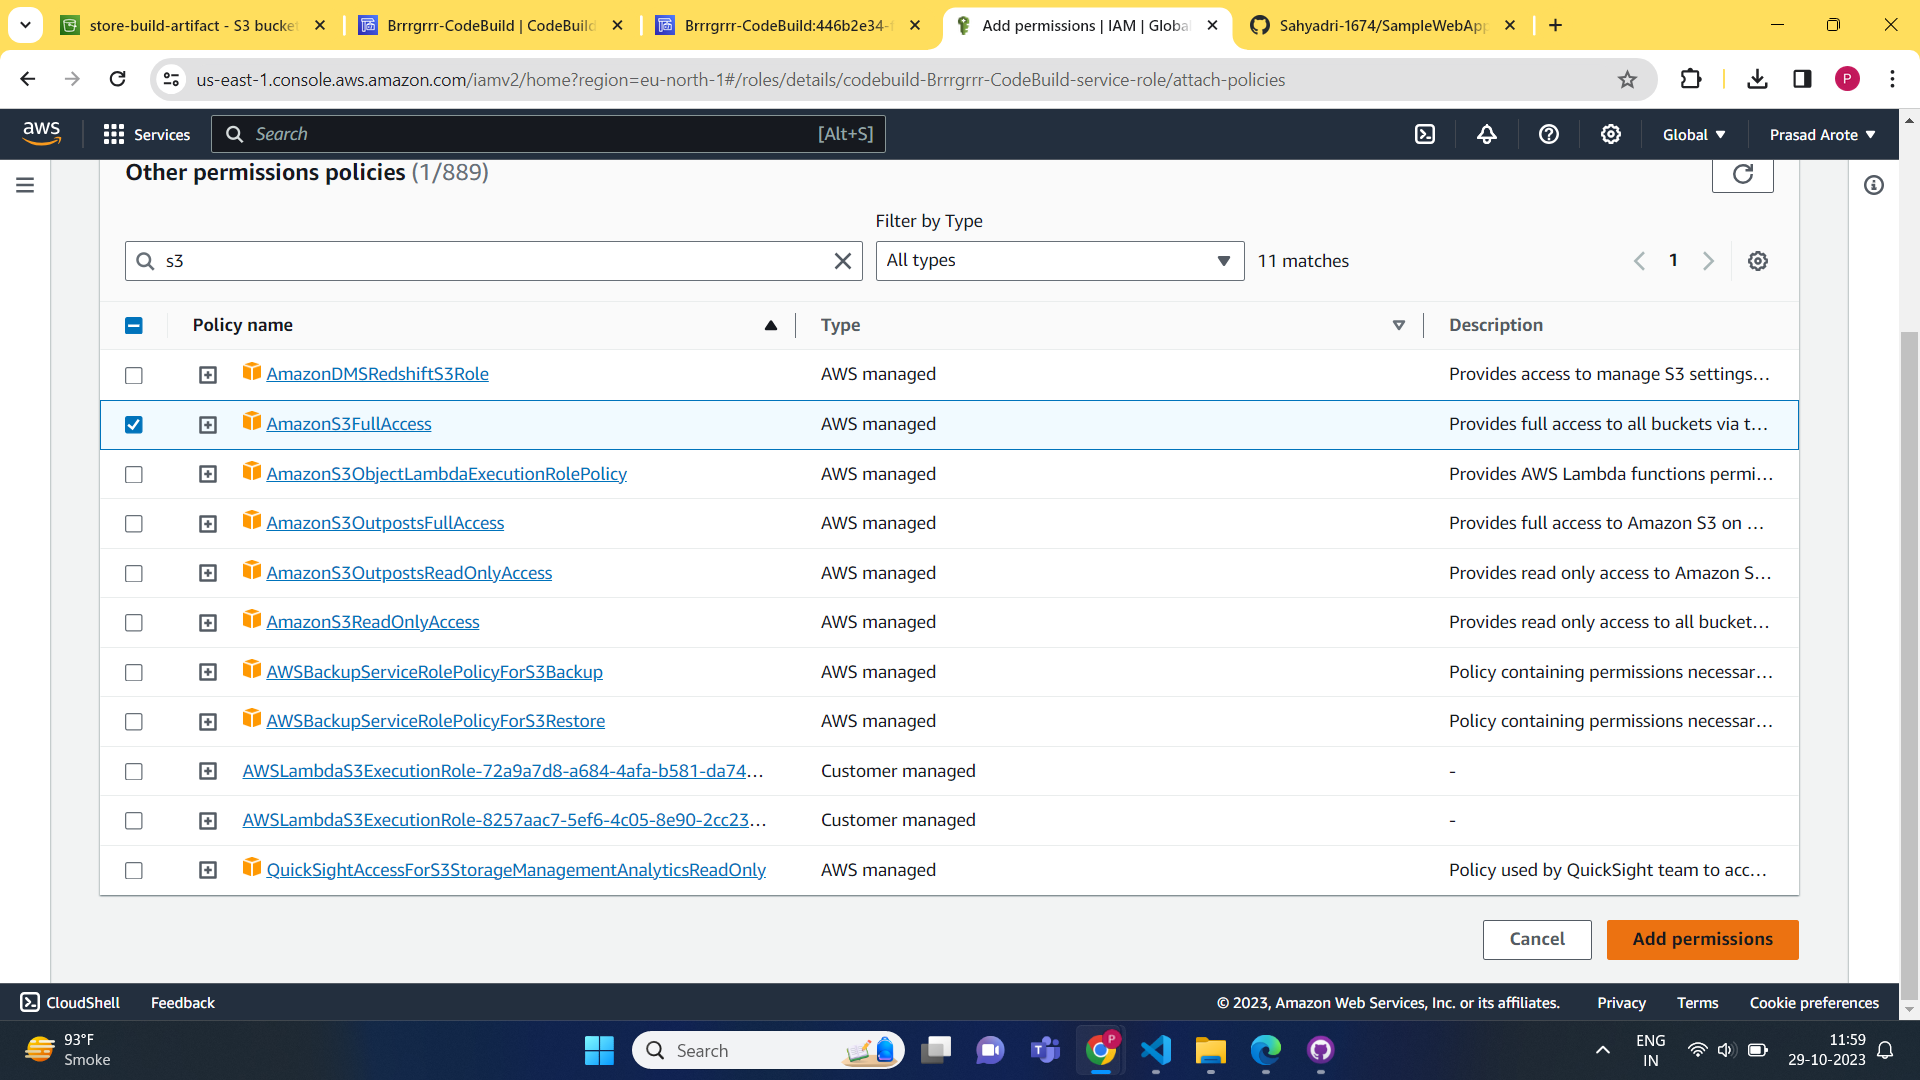 store-build-artifact - S3 bucket
Brrrgrrr-CodeBuild | CodeBuild
Brrrgrrr-CodeBuild:446b2e34-
Add permissions | IAM | Global
Sahyadri-1674/SampleWebApp
us-east-1.console.aws.amazon.com/iamv2/home?region=eu-north-1#/roles/details/codebuild-Brrrgrrr-CodeBuild-service-role/attach-policies
P
aws
Services
Search
[Alt+S]
Global
Prasad Arote
Other permissions policies (1/889)
Filter by Type
s3
All types
11 matches
1
Policy name
Type
Description
AmazonDMSRedshiftS3Role AWS managed Provides access to manage S3 settings...
AmazonS3FullAccess AWS managed Provides full access to all buckets via t...
AmazonS3ObjectLambdaExecutionRolePolicy AWS managed Provides AWS Lambda functions permi...
AmazonS3OutpostsFullAccess AWS managed Provides full access to Amazon S3 on ...
AmazonS3OutpostsReadOnlyAccess AWS managed Provides read only access to Amazon S...
AmazonS3ReadOnlyAccess AWS managed Provides read only access to all bucket...
AWSBackupServiceRolePolicyForS3Backup AWS managed Policy containing permissions necessar...
AWSBackupServiceRolePolicyForS3Restore AWS managed Policy containing permissions necessar...
AWSLambdaS3ExecutionRole-72a9a7d8-a684-4afa-b581-da74... Customer managed -
AWSLambdaS3ExecutionRole-8257aac7-5ef6-4c05-8e90-2cc23... Customer managed -
QuickSightAccessForS3StorageManagementAnalyticsReadOnly AWS managed Policy used by QuickSight team to acc...
Cancel
Add permissions
CloudShell
Feedback
© 2023, Amazon Web Services, Inc. or its affiliates.
Privacy
Terms
Cookie preferences
93°F
Smoke
Search
P
ENG
IN
11:59
29-10-2023